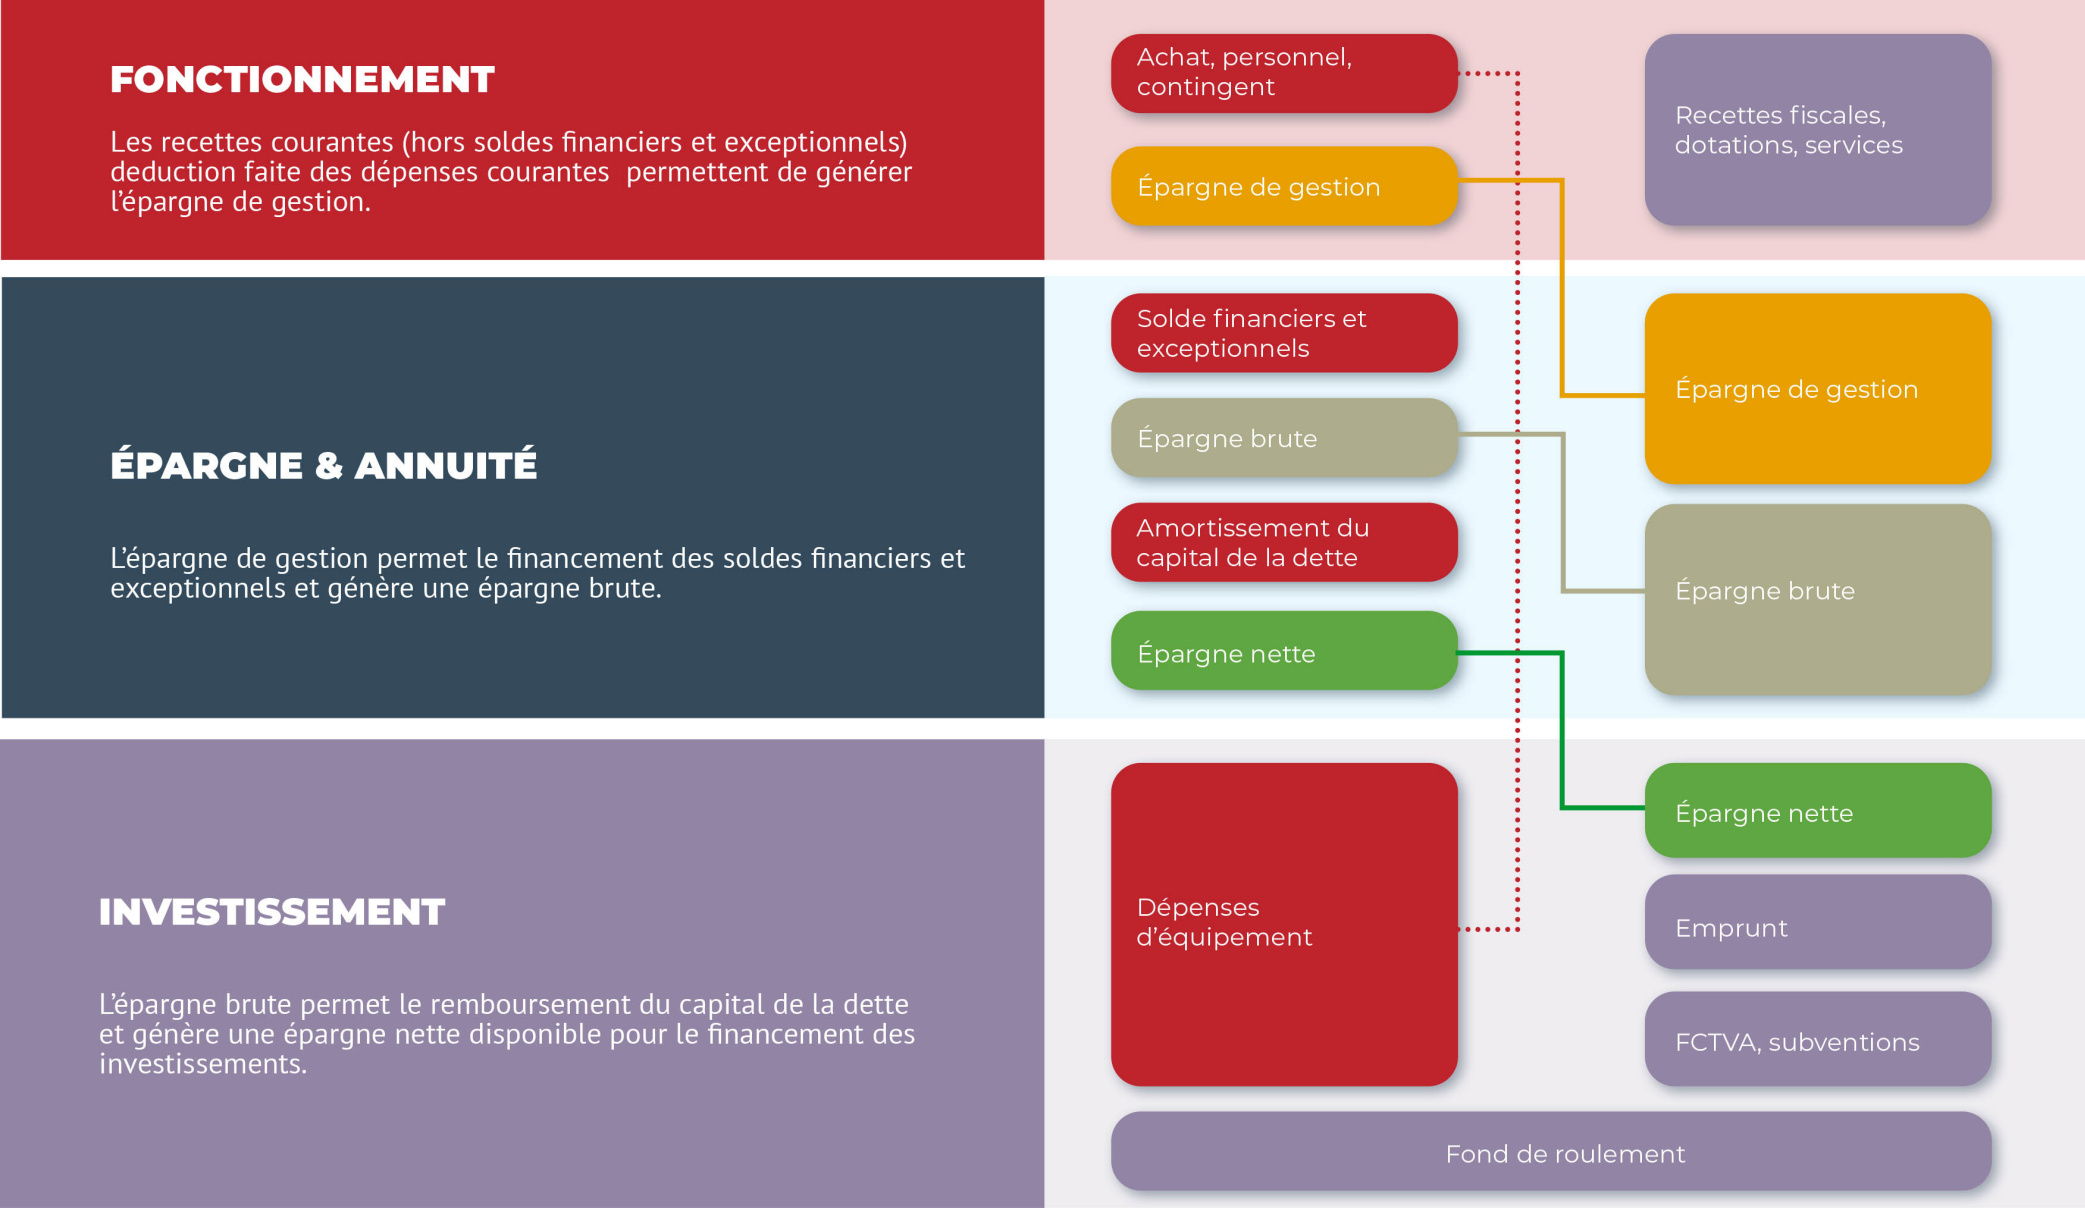 FONCTIONNEMENT
Les recettes courantes (hors soldes financiers et exceptionnels)
deduction faite des dépenses courantes  permettent de générer
l’épargne de gestion.
Achat, personnel,
contingent
Épargne de gestion
Recettes fiscales,
dotations, services
ÉPARGNE & ANNUITÉ
L’épargne de gestion permet le financement des soldes financiers et
exceptionnels et génère une épargne brute.
Solde financiers et
exceptionnels
Épargne brute
Amortissement du
capital de la dette
Épargne nette
Épargne de gestion
Épargne brute
INVESTISSEMENT
L’épargne brute permet le remboursement du capital de la dette
et génère une épargne nette disponible pour le financement des
investissements.
Dépenses
d’équipement
Épargne nette
Emprunt
FCTVA, subventions
Fond de roulement